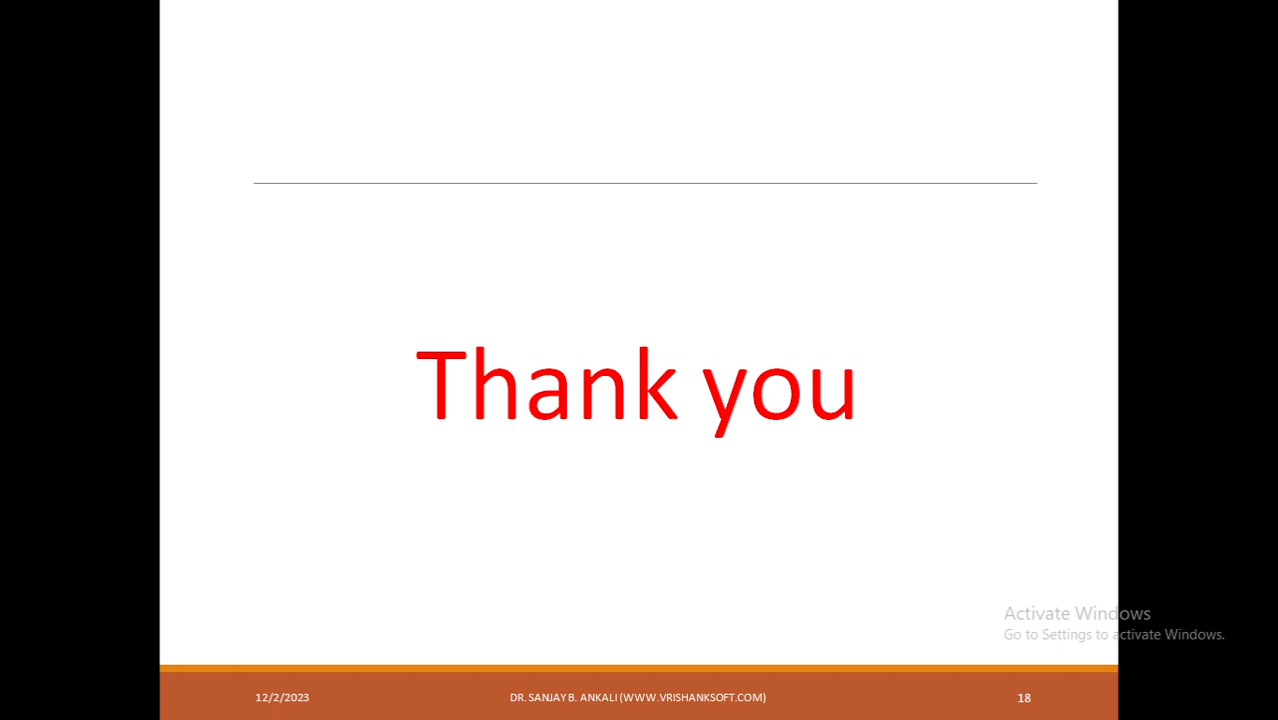 Thank you
Activate Windows
Go to Settings to activate Windows.
12/2/2023
DR. SANJAY B. ANKALI (WWW.VRISHANKSOFT.COM)
18